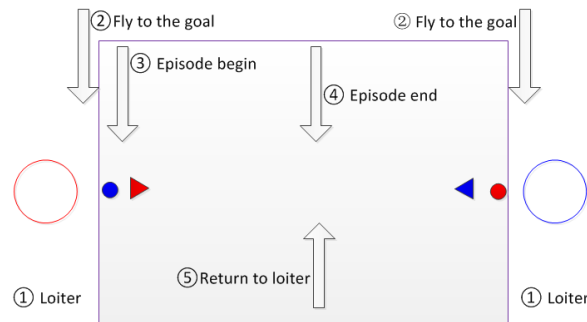 ② Fly to the goal
② Fly to the goal
③ Episode begin
④ Episode end
⑤ Return to loiter
① Loiter
① Loiter